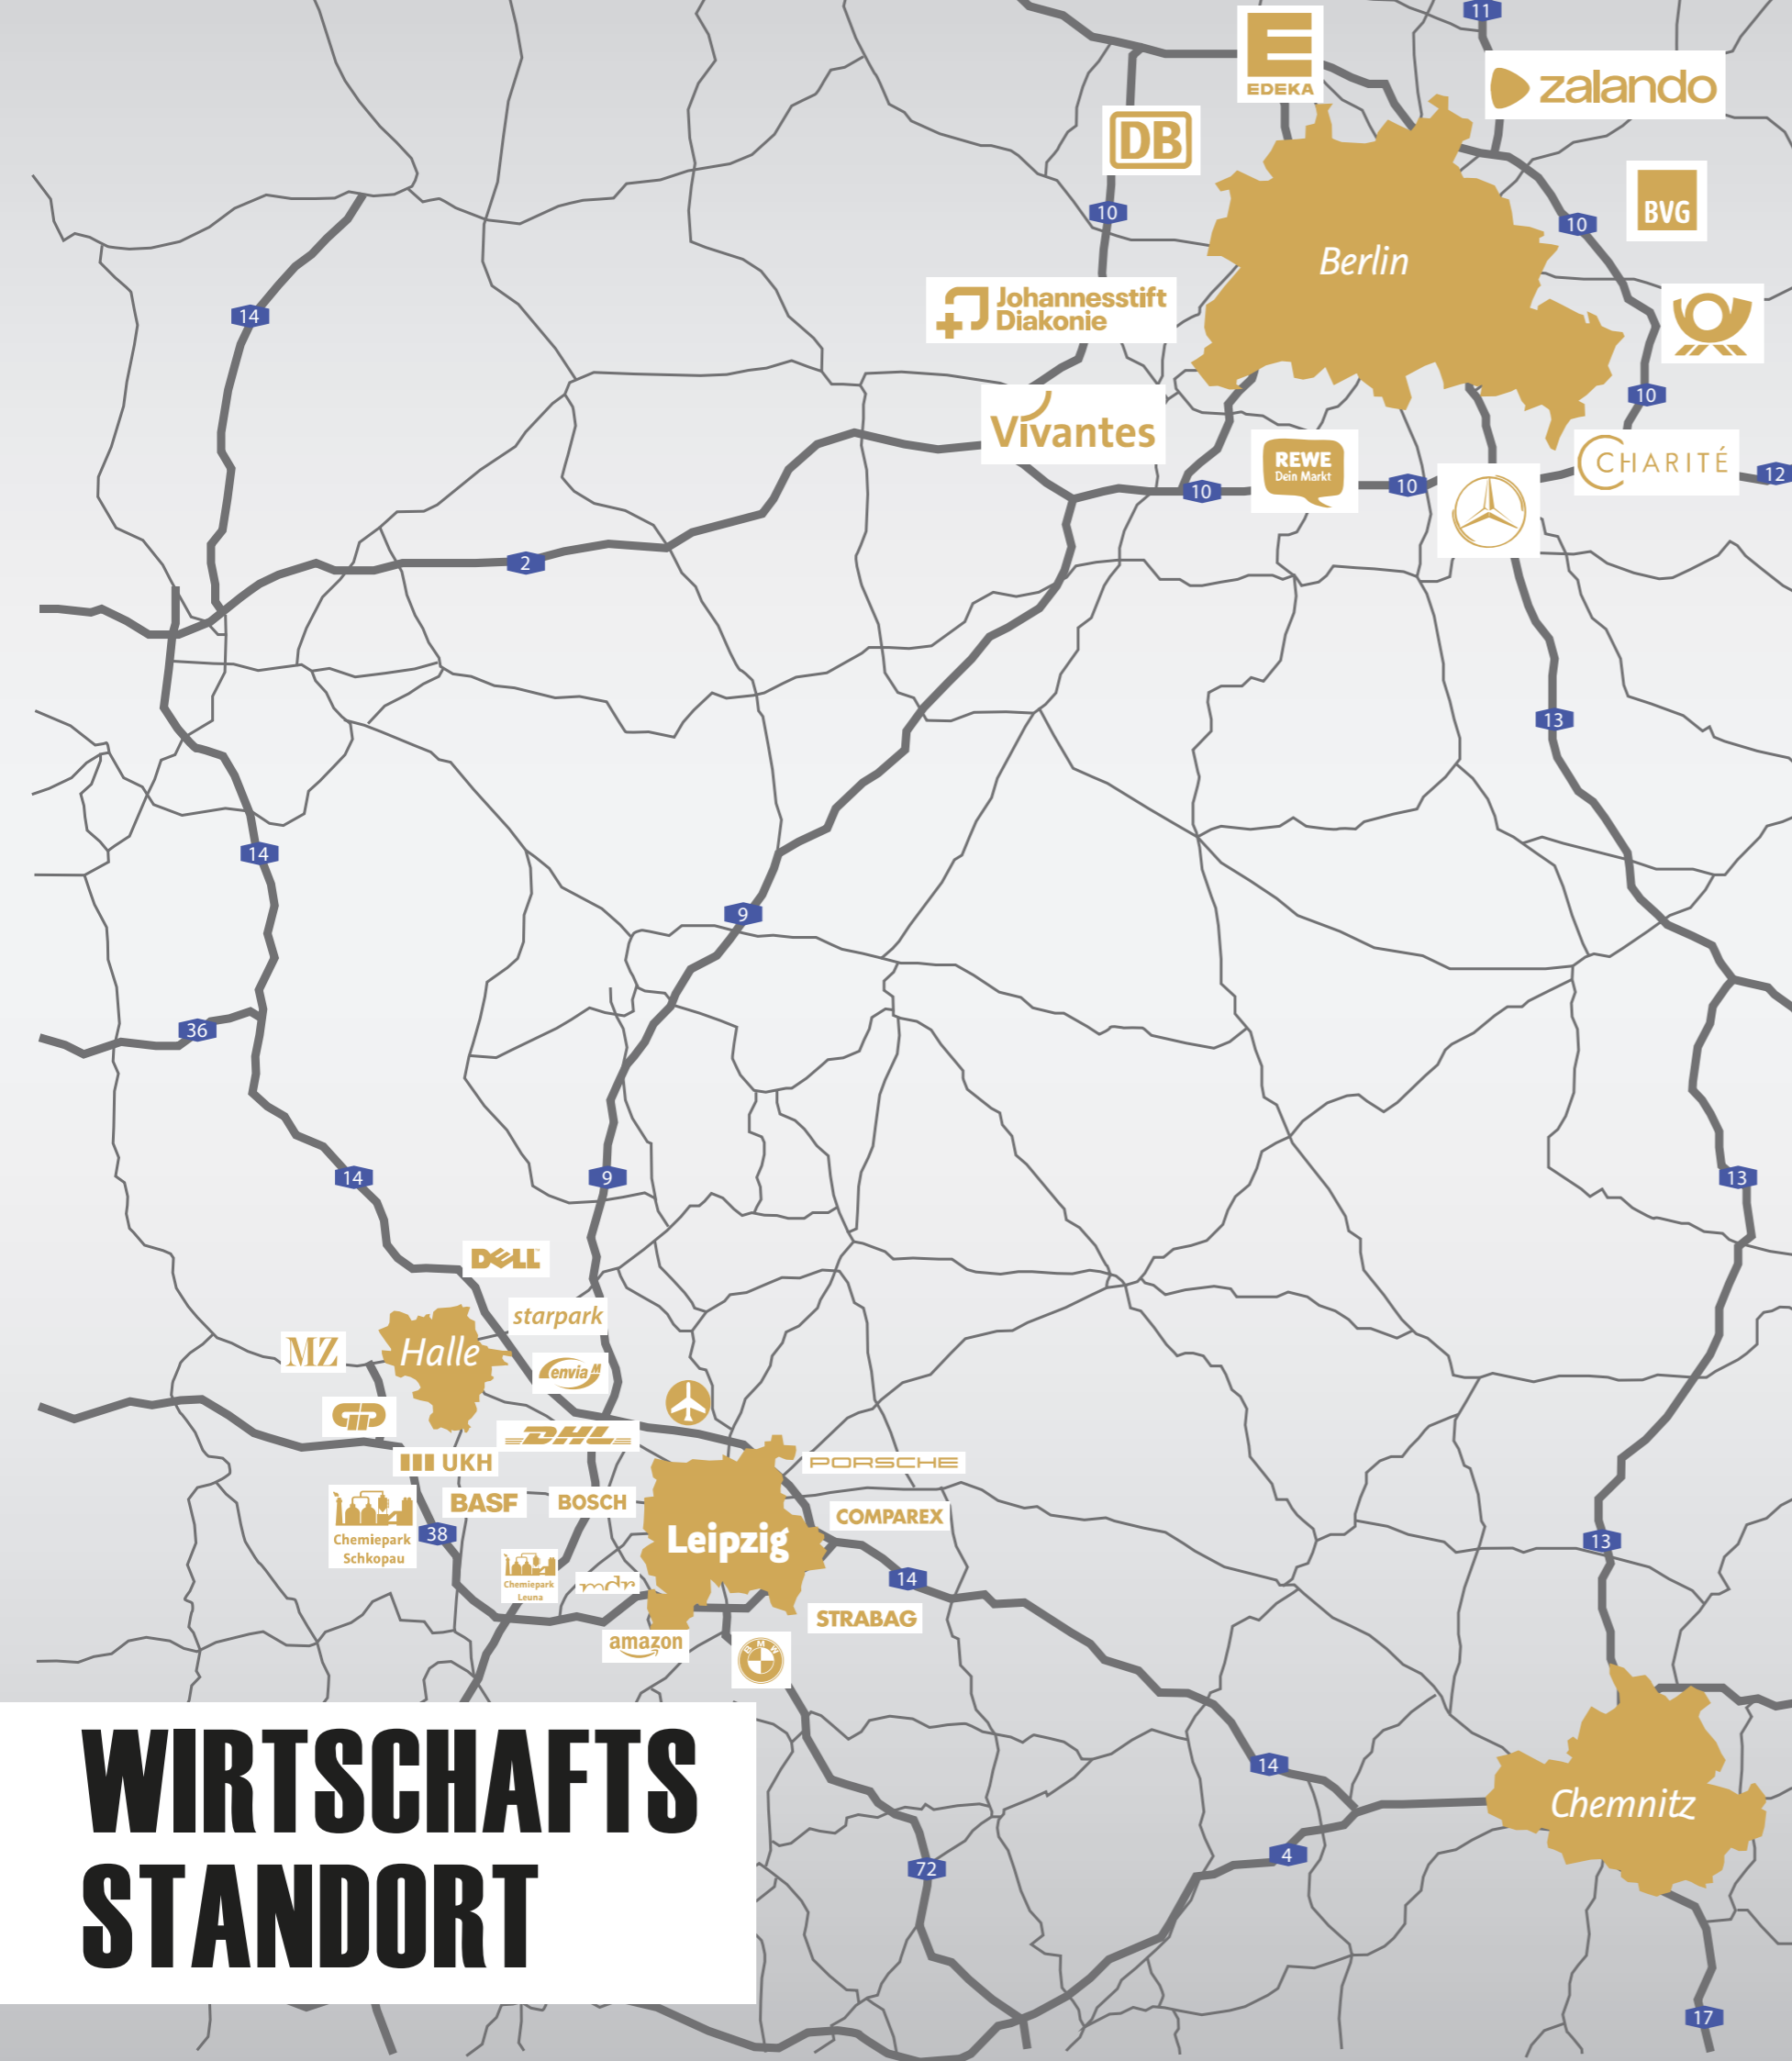 11
EDEKA
zalando
DB
10
10
BVG
Berlin
14
Johannesstift
Diakonie
10
Vivantes
REWE
Dein Markt
CHARITÉ
12
10
10
2
13
14
9
36
14
9
13
DELL
starpark
MZ
Halle
enviaM
DHL
UKH
PORSCHE
BASF
BOSCH
COMPAREX
Chemiepark
Schkopau
38
Leipzig
13
Chemiepark
Leuna
mdr
14
STRABAG
amazon
BMW
WIRTSCHAFTS
STANDORT
14
Chemnitz
4
72
17